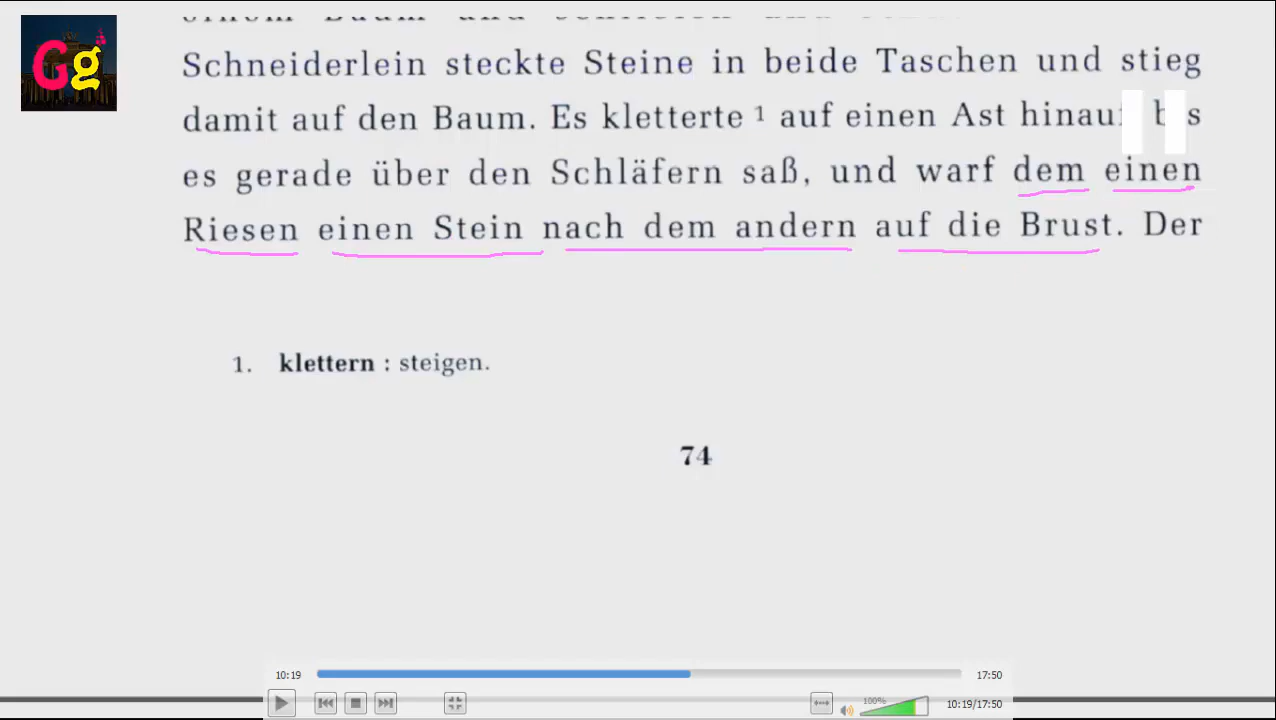 Gg
Schneiderlein steckte Steine in beide Taschen und stieg
damit auf den Baum. Es kletterte ¹ auf einen Ast hinauf b s
es gerade über den Schläfern saß, und warf dem einen
Riesen einen Stein nach dem andern auf die Brust. Der
1. klettern : steigen.
74
10:19
17:50
100%
10:19/17:50